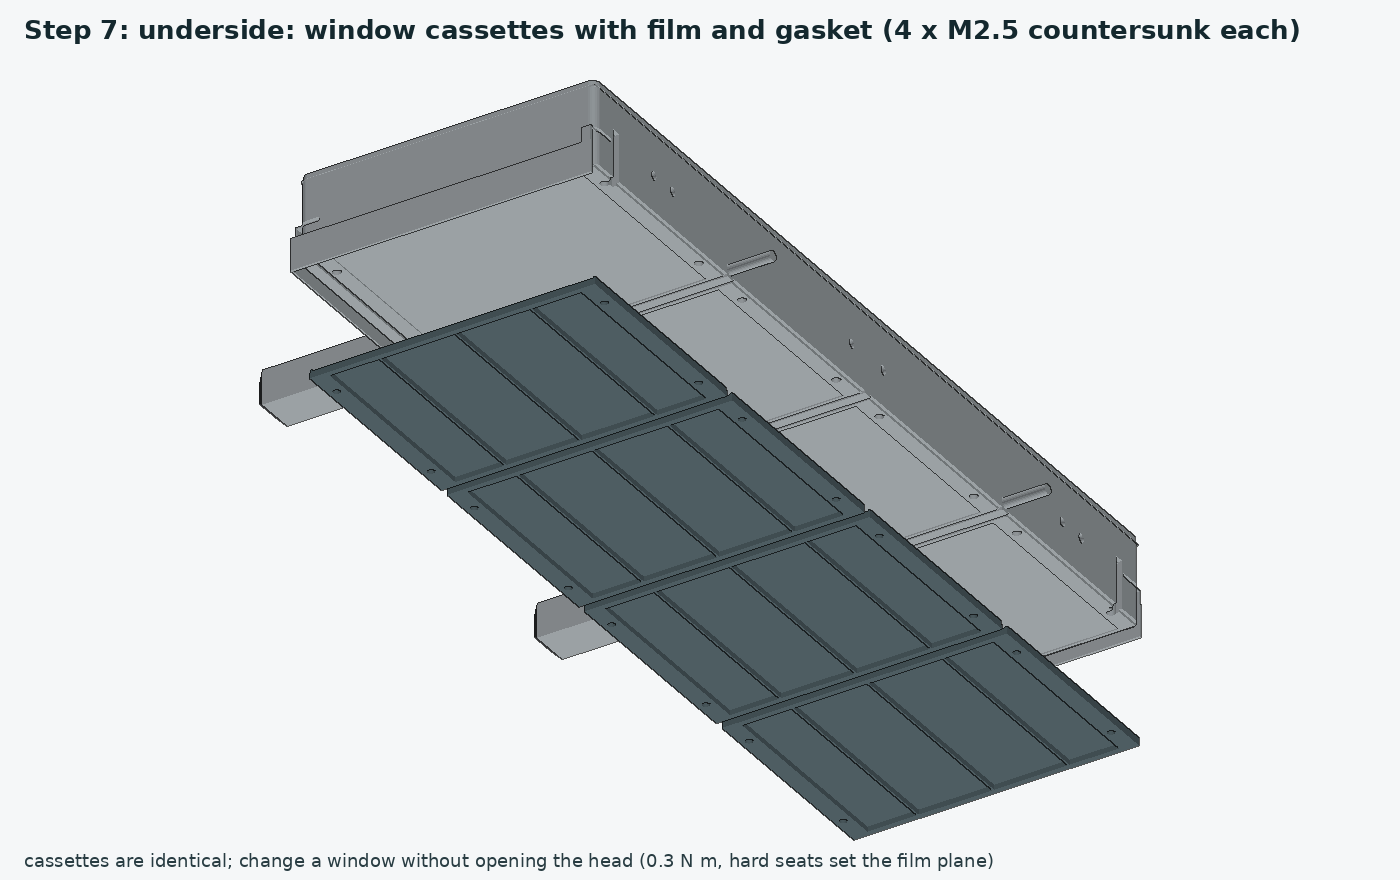 Step 7: underside: window cassettes with film and gasket (4 x M2.5 countersunk each)
cassettes are identical; change a window without opening the head (0.3 N m, hard seats set the film plane)